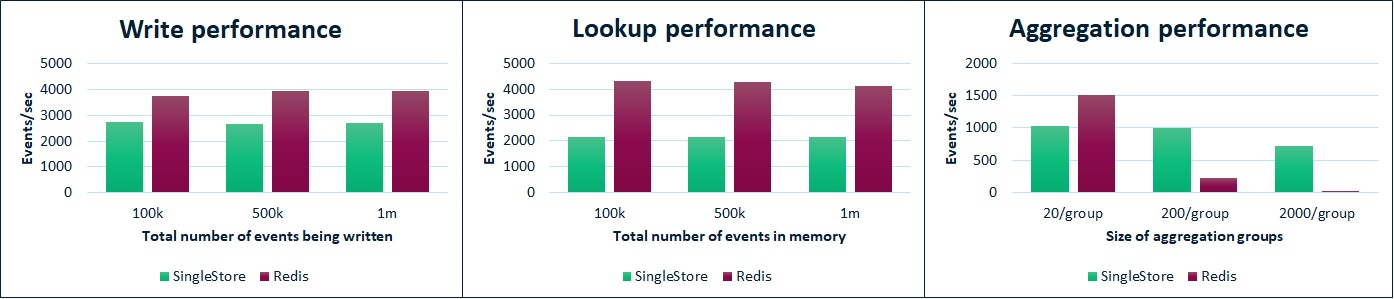 Write performance
Events/sec
5000
4000
3000
2000
1000
0
100k 500k 1m
Total number of events being written
SingleStore Redis
Lookup performance
Events/sec
5000
4000
3000
2000
1000
0
100k 500k 1m
Total number of events in memory
SingleStore Redis
Aggregation performance
Events/sec
2000
1500
1000
500
0
20/group 200/group 2000/group
Size of aggregation groups
SingleStore Redis